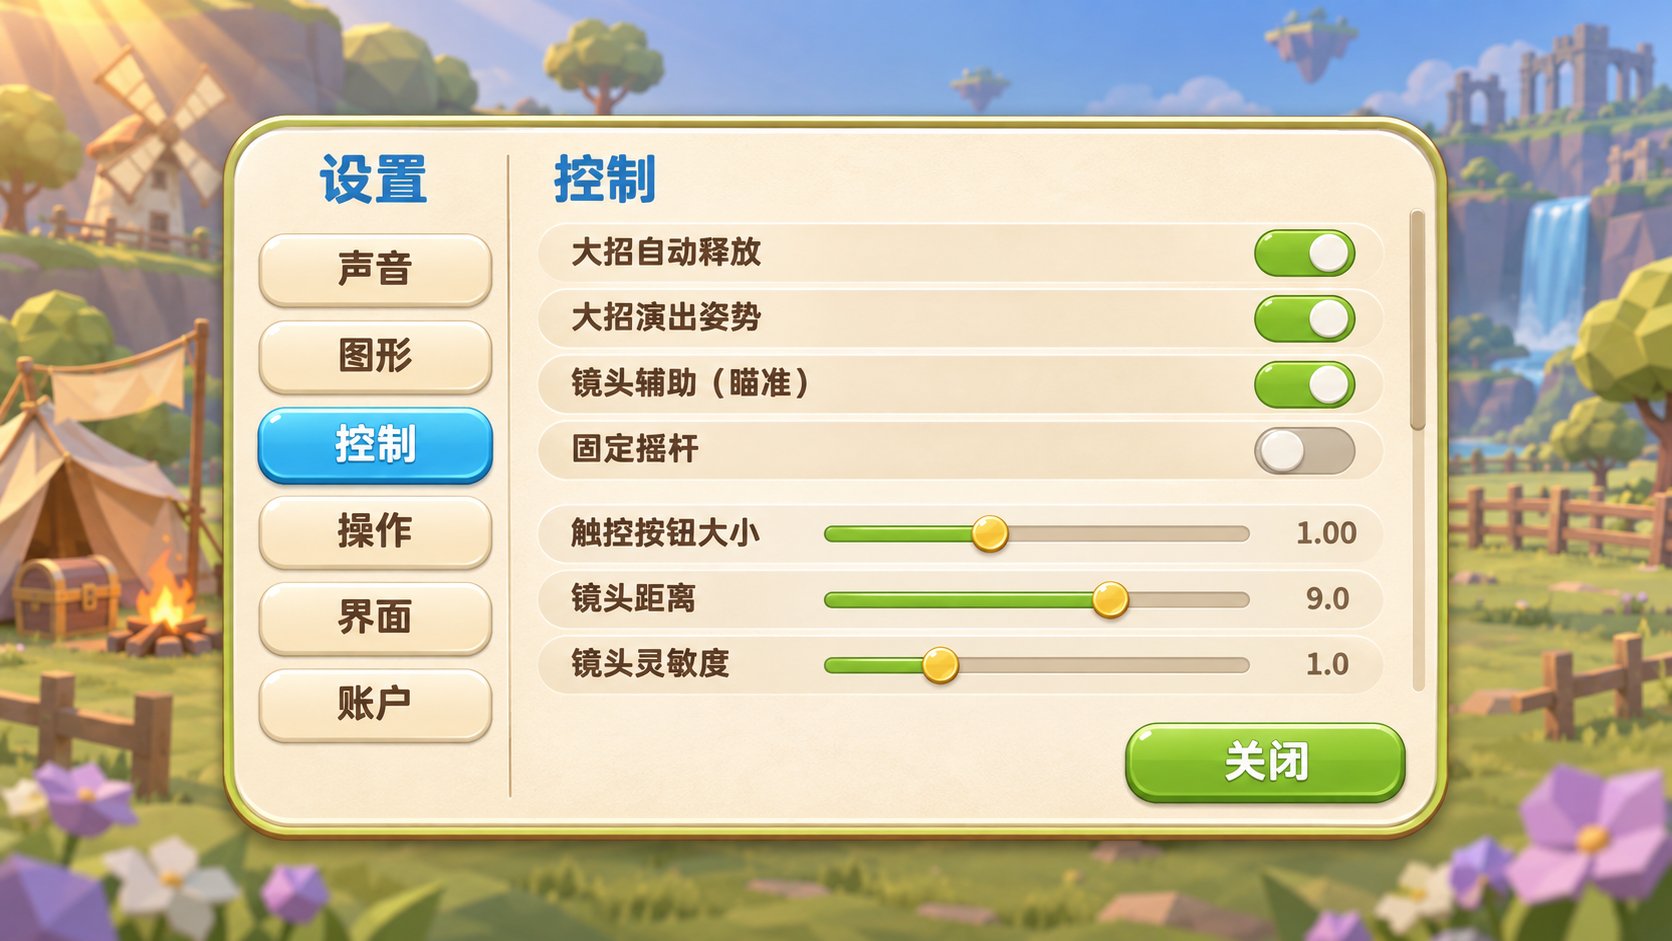 设置
声音
图形
控制
操作
界面
账户
控制
大招自动释放
大招演出姿势
镜头辅助（瞄准）
固定摇杆
触控按钮大小 1.00
镜头距离 9.0
镜头灵敏度 1.0
关闭